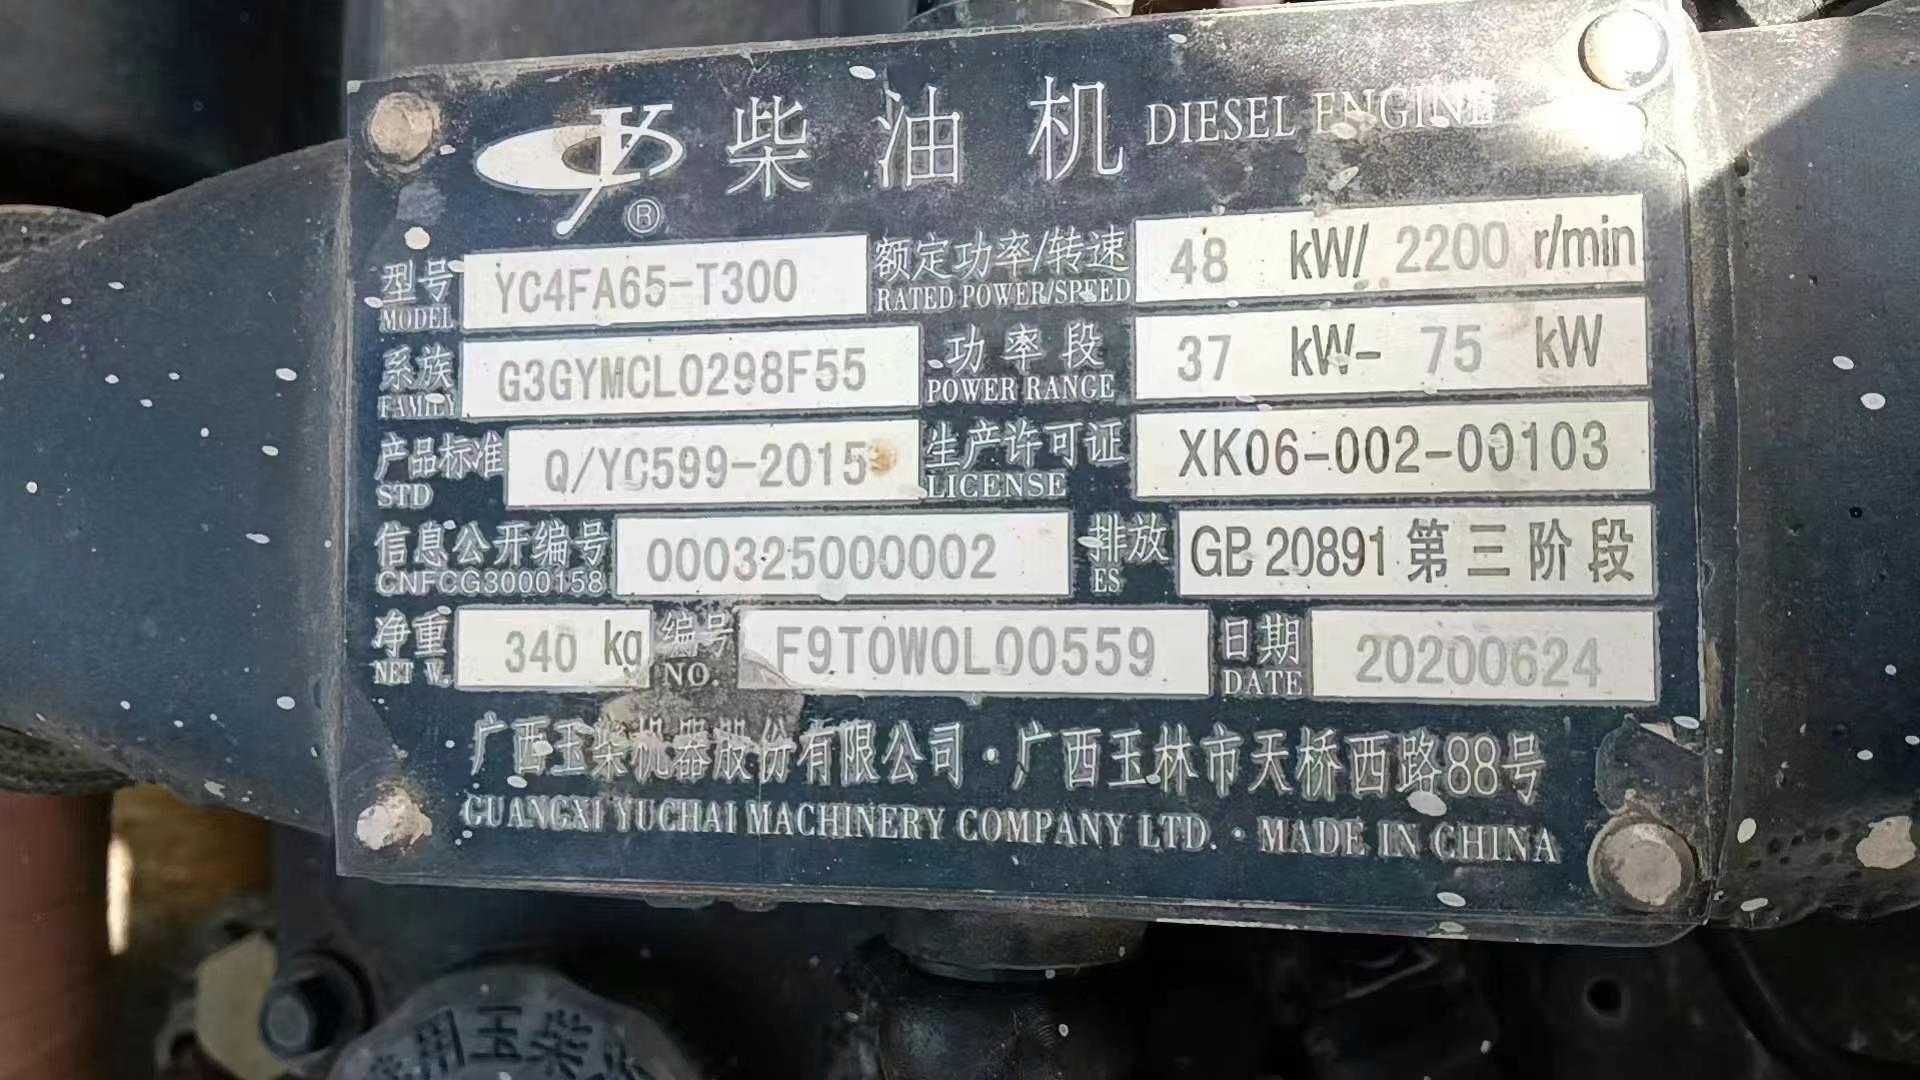 柴油机 DIESEL ENGINE
®
型号 MODEL YC4FA65-T300 额定功率/转速 RATED POWER/SPEED 48 kW/ 2200 r/min
系族 FAMILY G3GYMCL0298F55 功率段 POWER RANGE 37 kW- 75 kW
产品标准 STD Q/YC599-2015 生产许可证 LICENSE XK06-002-00103
信息公开编号 CNFCG3000158 000325000002 排放 ES GB 20891 第三阶段
净重 NET W. 340 kg 编号 NO. F9T0W0L00559 日期 DATE 20200624
广西玉柴机器股份有限公司·广西玉林市天桥西路88号
GUANGXI YUCHAI MACHINERY COMPANY LTD. · MADE IN CHINA
用玉柴